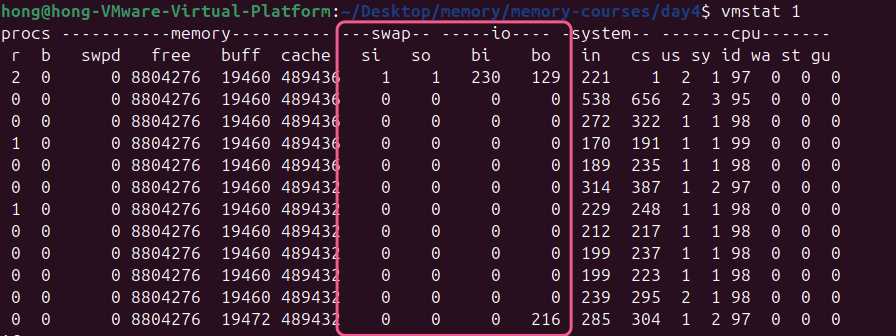 hong@hong-VMware-Virtual-Platform:~/Desktop/memory/memory-courses/day4$ vmstat 1
procs -----------memory---------- ---swap-- -----io---- -system-- -------cpu-------
 r  b   swpd   free   buff  cache   si   so    bi    bo   in   cs us sy id wa st gu
 2  0      0 8804276  19460 489436    1    1   230   129  221    1  2  1 97  0  0  0
 0  0      0 8804276  19460 489436    0    0     0     0  538  656  2  3 95  0  0  0
 0  0      0 8804276  19460 489436    0    0     0     0  272  322  1  1 98  0  0  0
 1  0      0 8804276  19460 489436    0    0     0     0  170  191  1  1 99  0  0  0
 0  0      0 8804276  19460 489436    0    0     0     0  189  235  1  1 98  0  0  0
 0  0      0 8804276  19460 489432    0    0     0     0  314  387  1  2 97  0  0  0
 1  0      0 8804276  19460 489432    0    0     0     0  229  248  1  1 98  0  0  0
 0  0      0 8804276  19460 489432    0    0     0     0  212  217  1  1 98  0  0  0
 0  0      0 8804276  19460 489432    0    0     0     0  199  237  1  1 98  0  0  0
 0  0      0 8804276  19460 489432    0    0     0     0  199  223  1  1 98  0  0  0
 0  0      0 8804276  19460 489432    0    0     0     0  239  295  2  1 98  0  0  0
 0  0      0 8804276  19472 489432    0    0     0   216  285  304  1  2 97  0  0  0